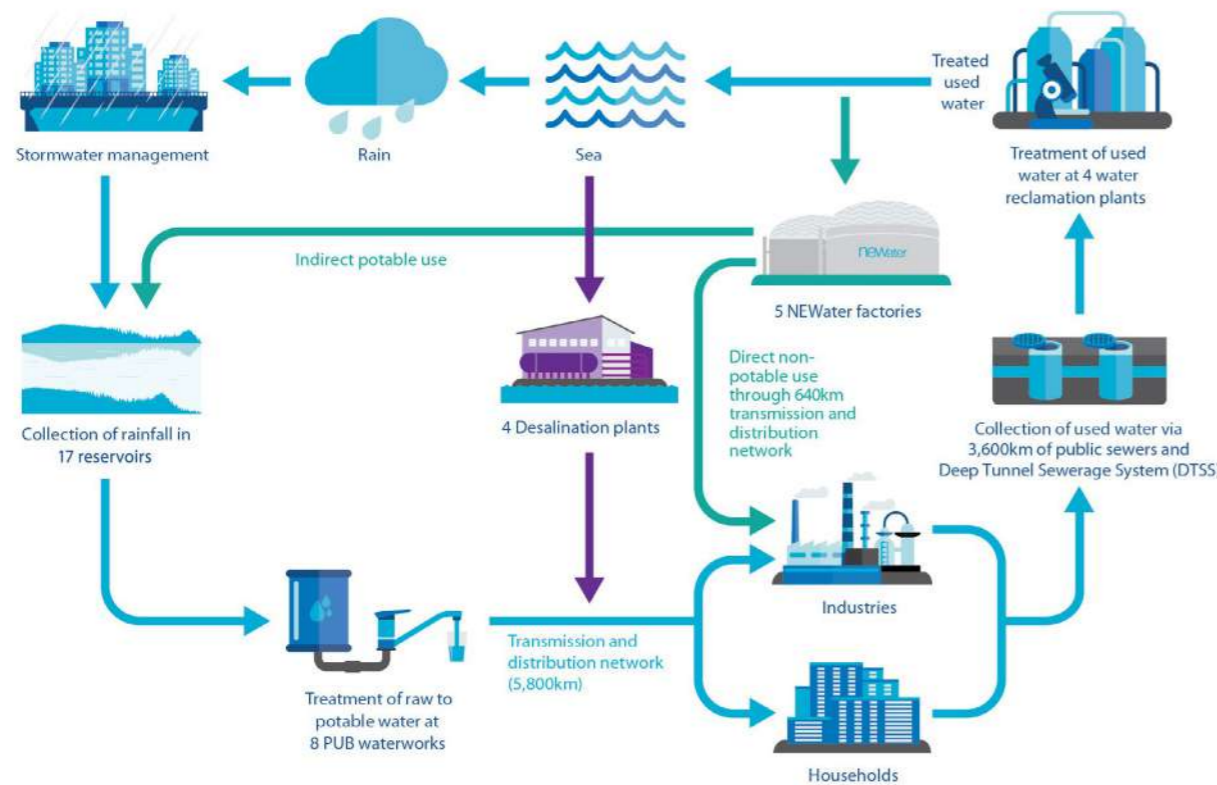 Treated
used
water
Stormwater management
Rain
Sea
Treatment of used
water at 4 water
reclamation plants
Indirect potable use
newater
5 NEWater factories
Direct non-
potable use
through 640km
transmission and
distribution
network
4 Desalination plants
Collection of rainfall in
17 reservoirs
Collection of used water via
3,600km of public sewers and
Deep Tunnel Sewerage System (DTSS)
Industries
Transmission and
distribution network
(5,800km)
Treatment of raw to
potable water at
8 PUB waterworks
Households